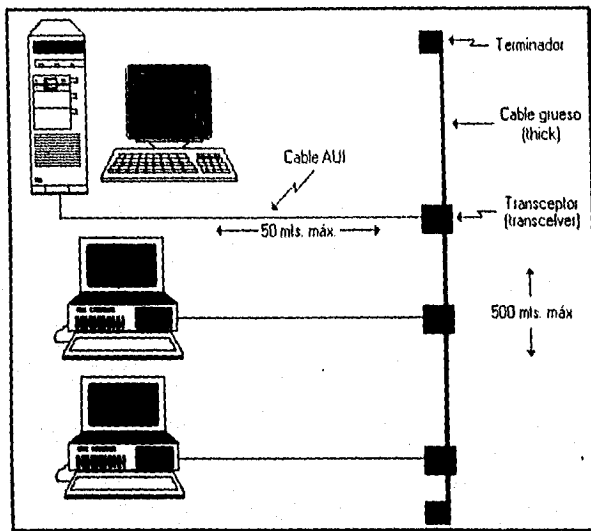 Terminador
Cable grueso
(thick)
Cable AUI
Transceptor
(transceiver)
50 mts. máx.
500 mts. máx